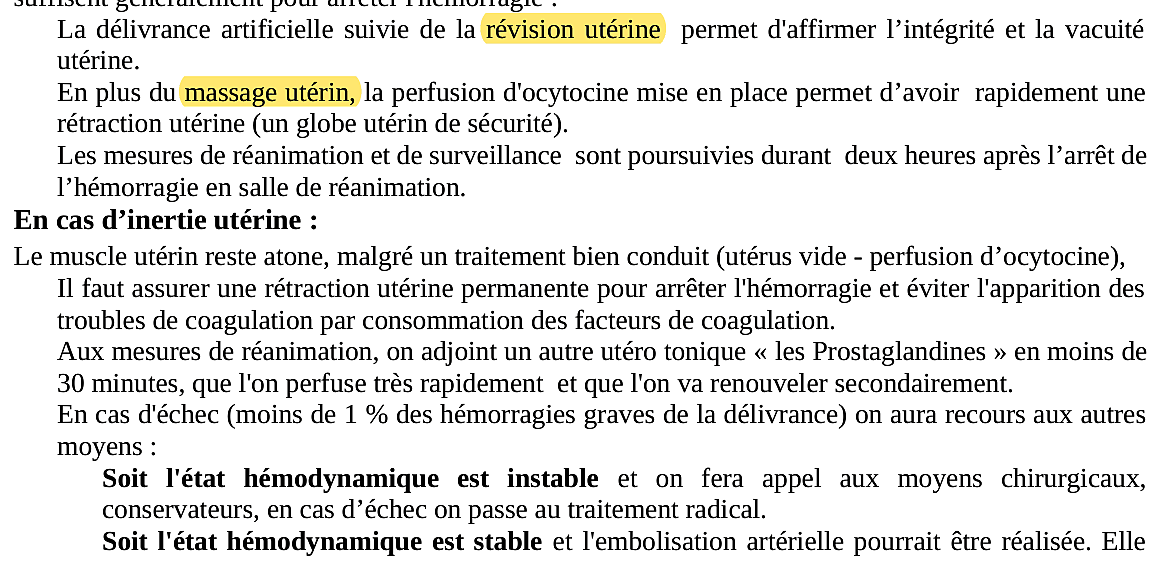 suffisent généralement pour arrêter l'hémorragie :
La délivrance artificielle suivie de la révision utérine permet d'affirmer l’intégrité et la vacuité
utérine.
En plus du massage utérin, la perfusion d'ocytocine mise en place permet d’avoir rapidement une
rétraction utérine (un globe utérin de sécurité).
Les mesures de réanimation et de surveillance sont poursuivies durant deux heures après l’arrêt de
l’hémorragie en salle de réanimation.
En cas d’inertie utérine :
Le muscle utérin reste atone, malgré un traitement bien conduit (utérus vide - perfusion d’ocytocine),
Il faut assurer une rétraction utérine permanente pour arrêter l'hémorragie et éviter l'apparition des
troubles de coagulation par consommation des facteurs de coagulation.
Aux mesures de réanimation, on adjoint un autre utéro tonique « les Prostaglandines » en moins de
30 minutes, que l'on perfuse très rapidement et que l'on va renouveler secondairement.
En cas d'échec (moins de 1 % des hémorragies graves de la délivrance) on aura recours aux autres
moyens :
Soit l'état hémodynamique est instable et on fera appel aux moyens chirurgicaux,
conservateurs, en cas d’échec on passe au traitement radical.
Soit l'état hémodynamique est stable et l'embolisation artérielle pourrait être réalisée. Elle